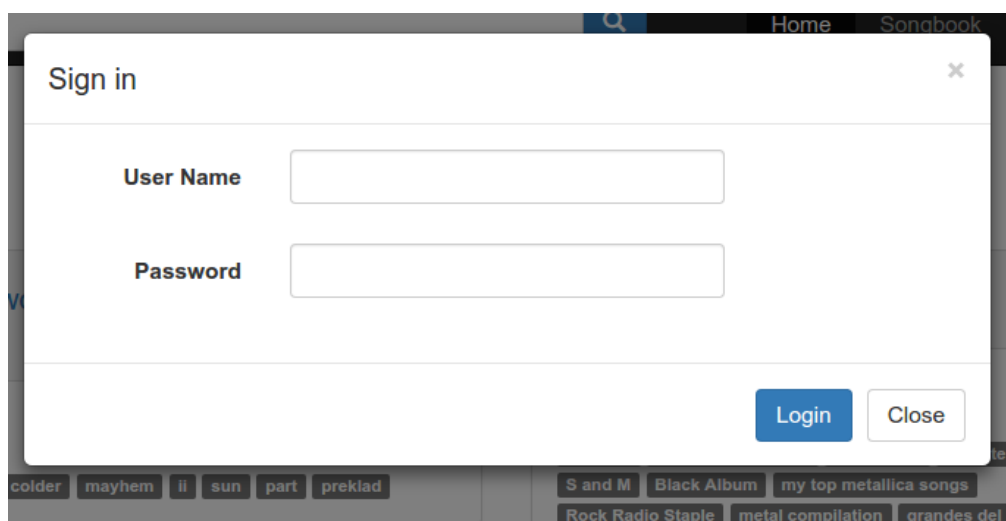 Home Songbook
Sign in ×
User Name
Password
Login Close
colder mayhem ii sun part preklad
S and M Black Album my top metallica songs
Rock Radio Staple metal compilation grandes del